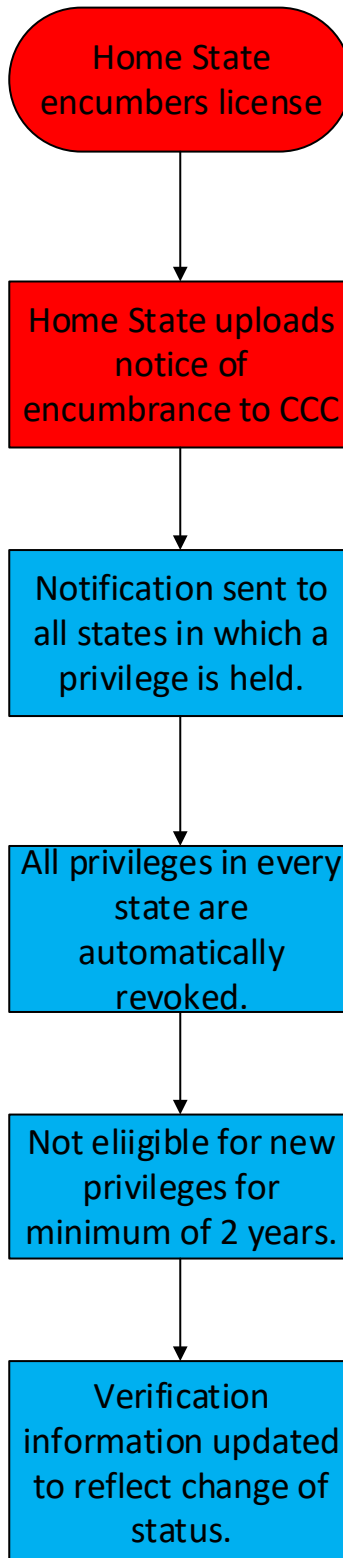 Home State
encumbers license
Home State uploads
notice of
encumbrance to CCC
Notification sent to
all states in which a
privilege is held.
All privileges in every
state are
automatically
revoked.
Not eliigible for new
privileges for
minimum of 2 years.
Verification
information updated
to reflect change of
status.